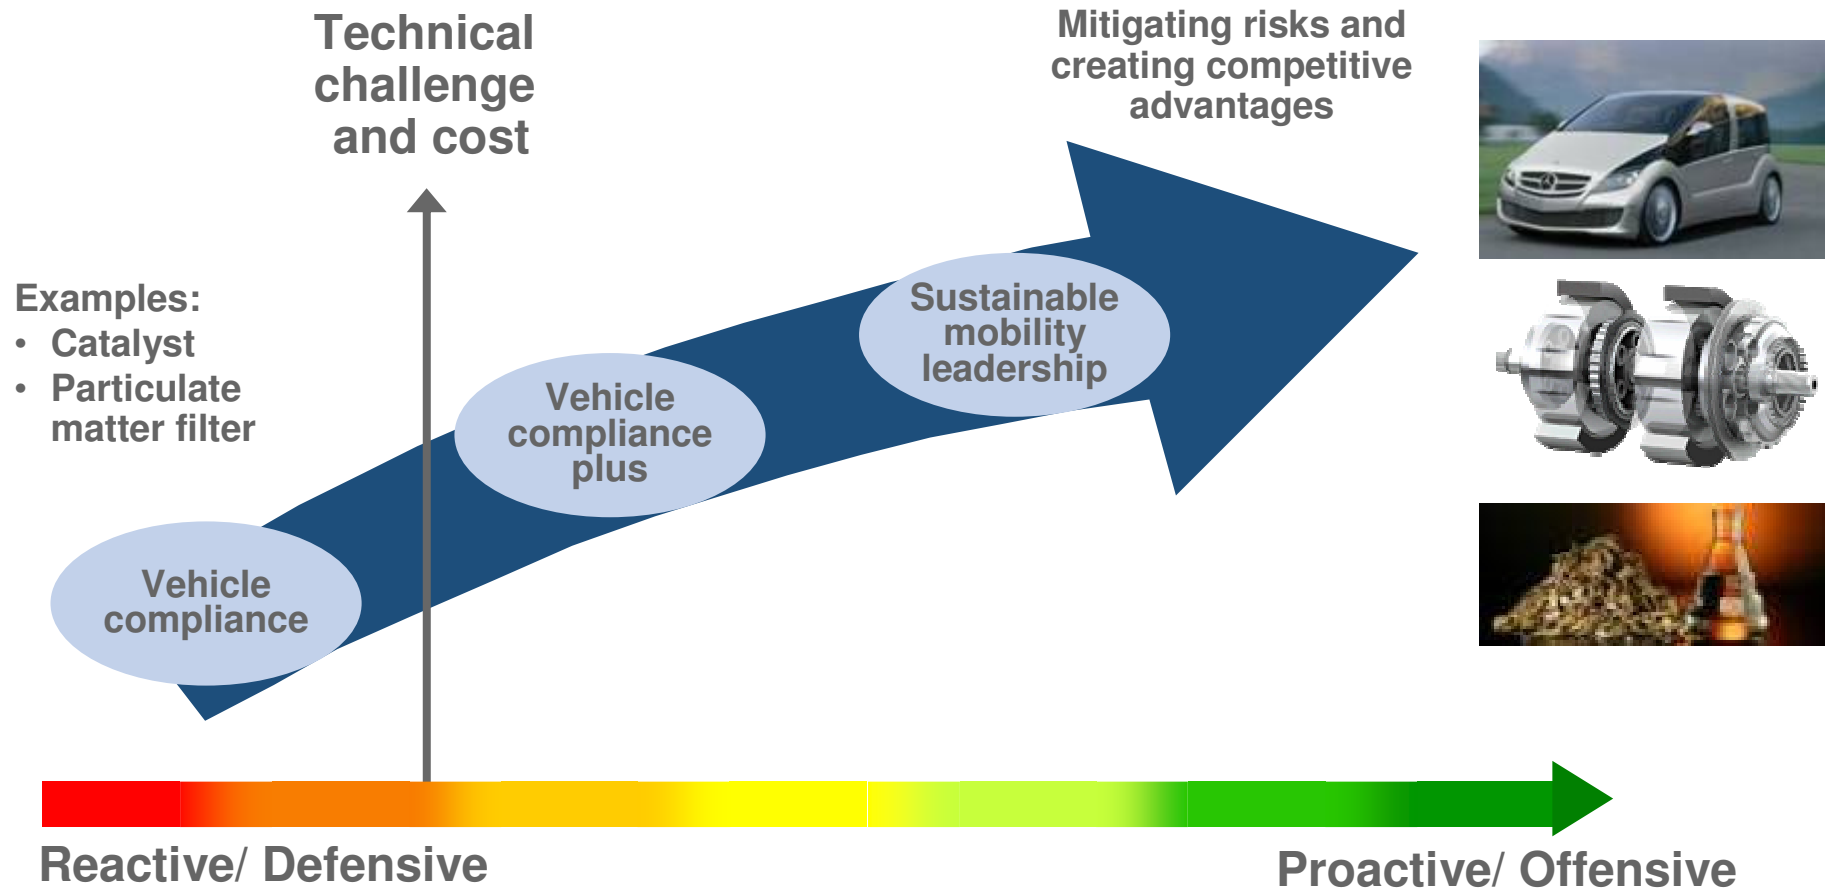 Technical
challenge
and cost
Mitigating risks and
creating competitive
advantages
Examples:
• Catalyst
• Particulate
matter filter
Sustainable
mobility
leadership
Vehicle
compliance
plus
Vehicle
compliance
Reactive/ Defensive
Proactive/ Offensive